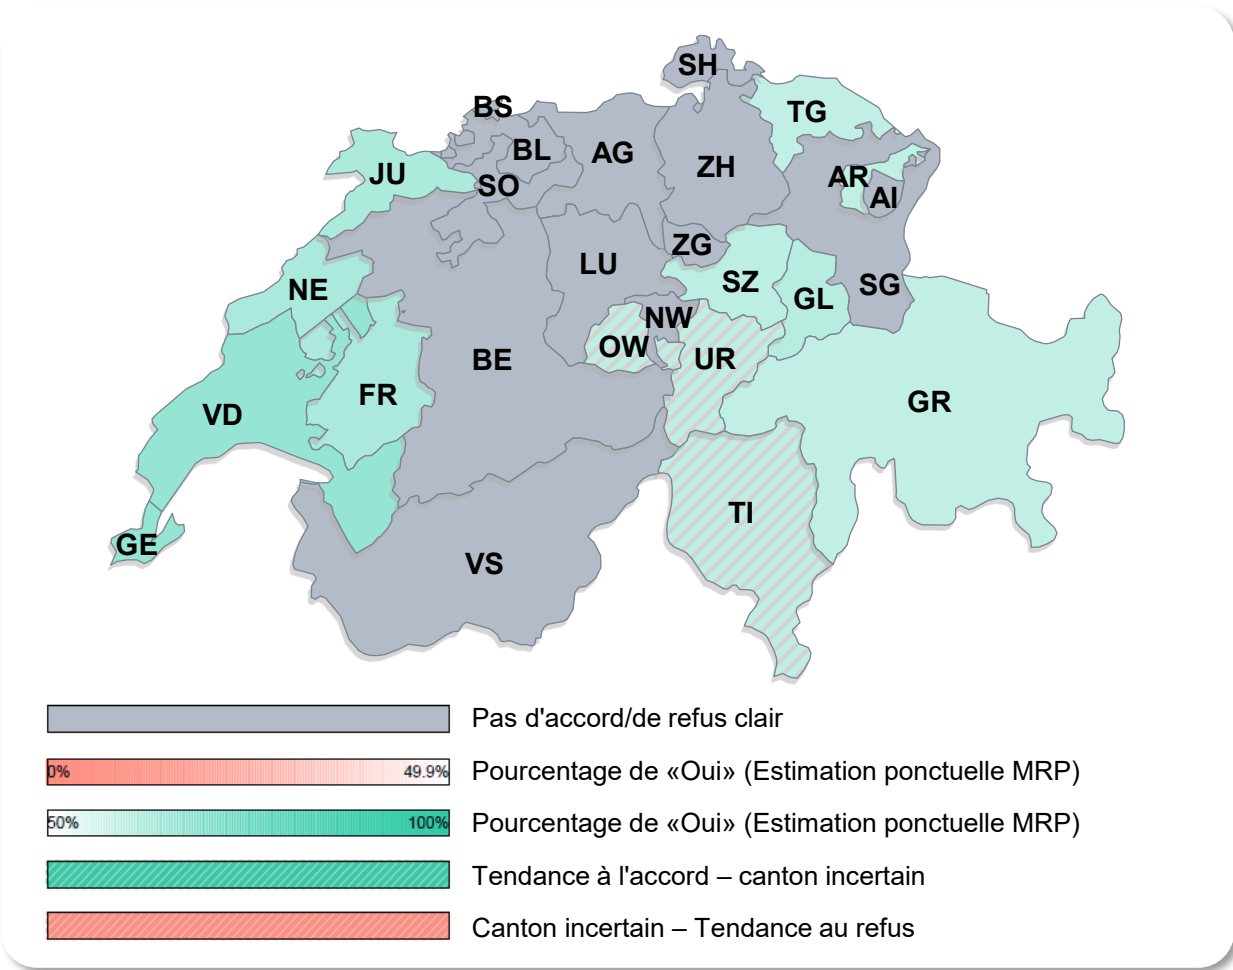 SH
BS
TG
BL
AG
ZH
JU
AR
SO
AI
ZG
LU
SZ
SG
NE
GL
NW
OW
UR
BE
FR
GR
VD
TI
GE
VS
Pas d'accord/de refus clair
0% 49.9% Pourcentage de «Oui» (Estimation ponctuelle MRP)
50% 100% Pourcentage de «Oui» (Estimation ponctuelle MRP)
Tendance à l'accord – canton incertain
Canton incertain – Tendance au refus